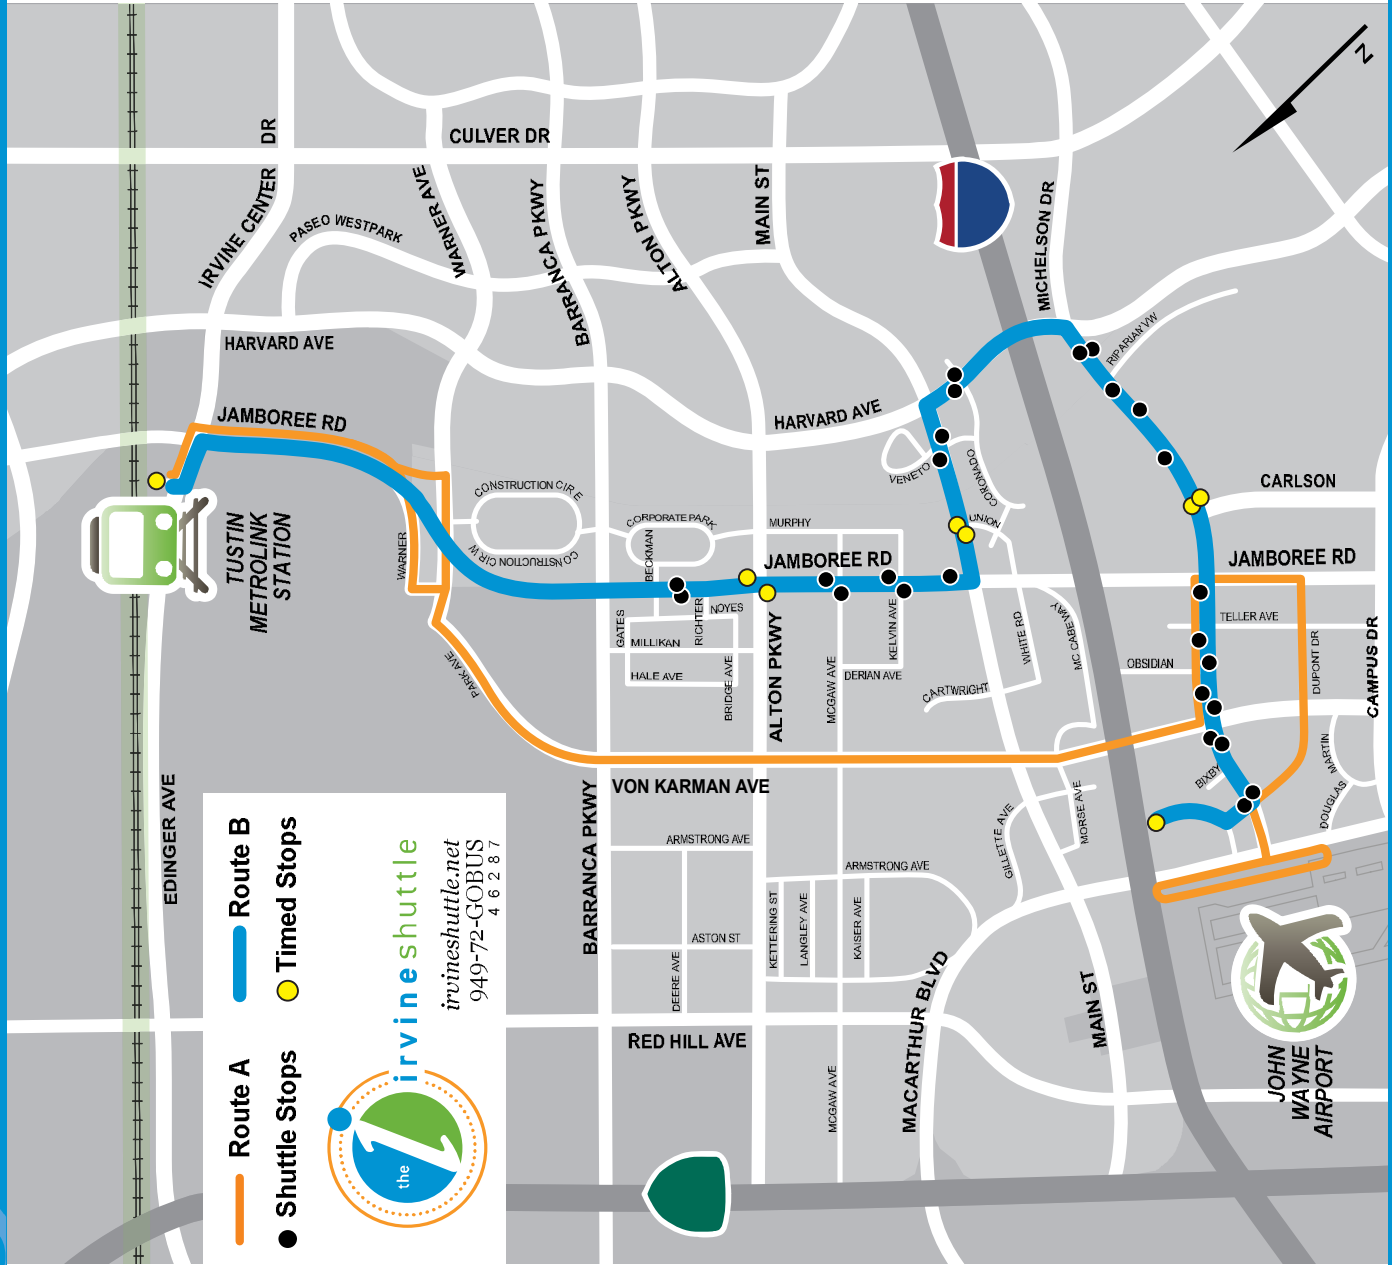 N
CULVER DR
IRVINE CENTER DR
PASEO WESTPARK
WARNER AVE
BARRANCA PKWY
ALTON PKWY
MAIN ST
MICHELSON DR
HARVARD AVE
RIPARIAN VW
JAMBOREE RD
HARVARD AVE
VENETO
CORONADO
UNION
CARLSON
CONSTRUCTION CIR E
CONSTRUCTION CIR W
CORPORATE PARK
MURPHY
BECKMAN
JAMBOREE RD
JAMBOREE RD
TUSTIN
METROLINK
STATION
WARNER
NOYES
GATES
MILLIKAN
RICHTER
HALE AVE
BRIDGE AVE
KELVIN AVE
DERIAN AVE
MCGAW AVE
ALTON PKWY
WHITE RD
MC CABE WAY
CARTWRIGHT
TELLER AVE
OBSIDIAN
DUPONT DR
CAMPUS DR
PARK AVE
VON KARMAN AVE
BIXBY
MARTIN
DOUGLAS
EDINGER AVE
BARRANCA PKWY
ARMSTRONG AVE
ARMSTRONG AVE
GILLETTE AVE
MORSE AVE
KETTERING ST
LANGLEY AVE
KAISER AVE
ASTON ST
DEERE AVE
RED HILL AVE
MCGAW AVE
MACARTHUR BLVD
MAIN ST
JOHN
WAYNE
AIRPORT
Route A
Route B
Shuttle Stops
Timed Stops
the i
irvineshuttle
irvineshuttle.net
949-72-GOBUS
4 6 2 8 7